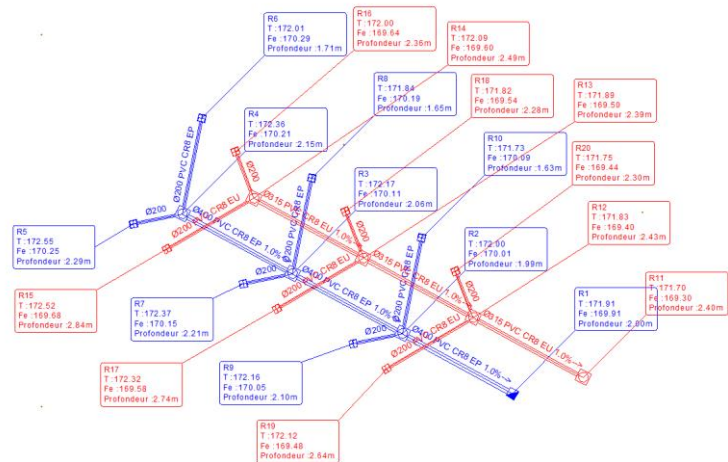 R6
T :172.01
Fe :170.29
Profondeur :1.71m
R16
T :172.00
Fe :169.64
Profondeur :2.36m
R14
T :172.09
Fe :169.60
Profondeur :2.49m
R8
T :171.84
Fe :170.19
Profondeur :1.65m
R18
T :171.82
Fe :169.54
Profondeur :2.28m
R13
T :171.89
Fe :169.50
Profondeur :2.39m
R4
T :172.36
Fe :170.21
Profondeur :2.15m
R10
T :171.73
Fe :170.09
Profondeur :1.63m
R20
T :171.75
Fe :169.44
Profondeur :2.30m
R3
T :172.17
Fe :170.11
Profondeur :2.06m
R12
T :171.83
Fe :169.40
Profondeur :2.43m
R5
T :172.55
Fe :170.25
Profondeur :2.29m
R2
T :172.00
Fe :170.01
Profondeur :1.99m
R11
T :171.70
Fe :169.30
Profondeur :2.40m
R15
T :172.52
Fe :169.68
Profondeur :2.84m
R7
T :172.37
Fe :170.15
Profondeur :2.21m
R1
T :171.91
Fe :169.91
Profondeur :2.00m
R17
T :172.32
Fe :169.58
Profondeur :2.74m
R9
T :172.16
Fe :170.05
Profondeur :2.10m
R19
T :172.12
Fe :169.48
Profondeur :2.64m
Ø200 PVC CR8 EP
Ø200
Ø200
Ø200 PVC CR8 EU
Ø315 PVC CR8 EU 1.0%
Ø400 PVC CR8 EP 1.0%
Ø200 PVC CR8 EP
Ø200
Ø200
Ø200 PVC CR8 EU
Ø315 PVC CR8 EU 1.0%-->
Ø400 PVC CR8 EP 1.0%
Ø200 PVC CR8 EP
Ø200
Ø200
Ø200 PVC CR8 EU
Ø315 PVC CR8 EU 1.0%-->
Ø400 PVC CR8 EP 1.0%-->